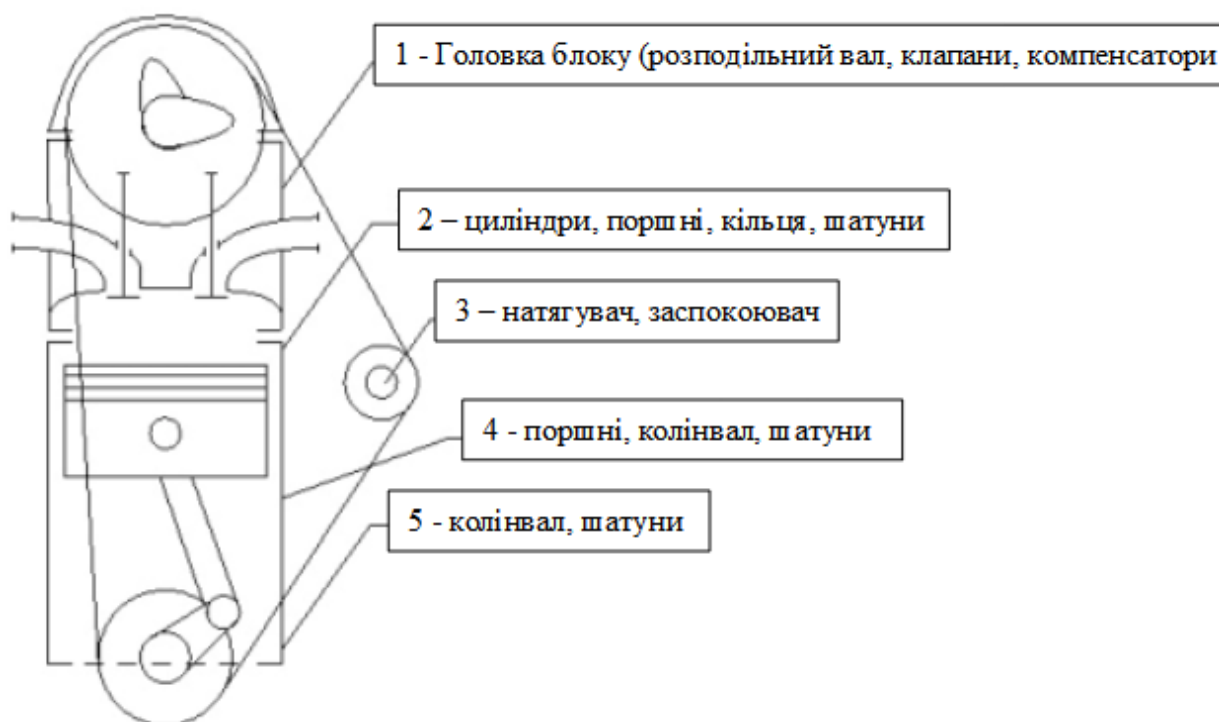 1 - Головка блоку (розподільний вал, клапани, компенсатори
2 – циліндри, поршні, кільця, шатуни
3 – натягувач, заспокоювач
4 - поршні, колінвал, шатуни
5 - колінвал, шатуни